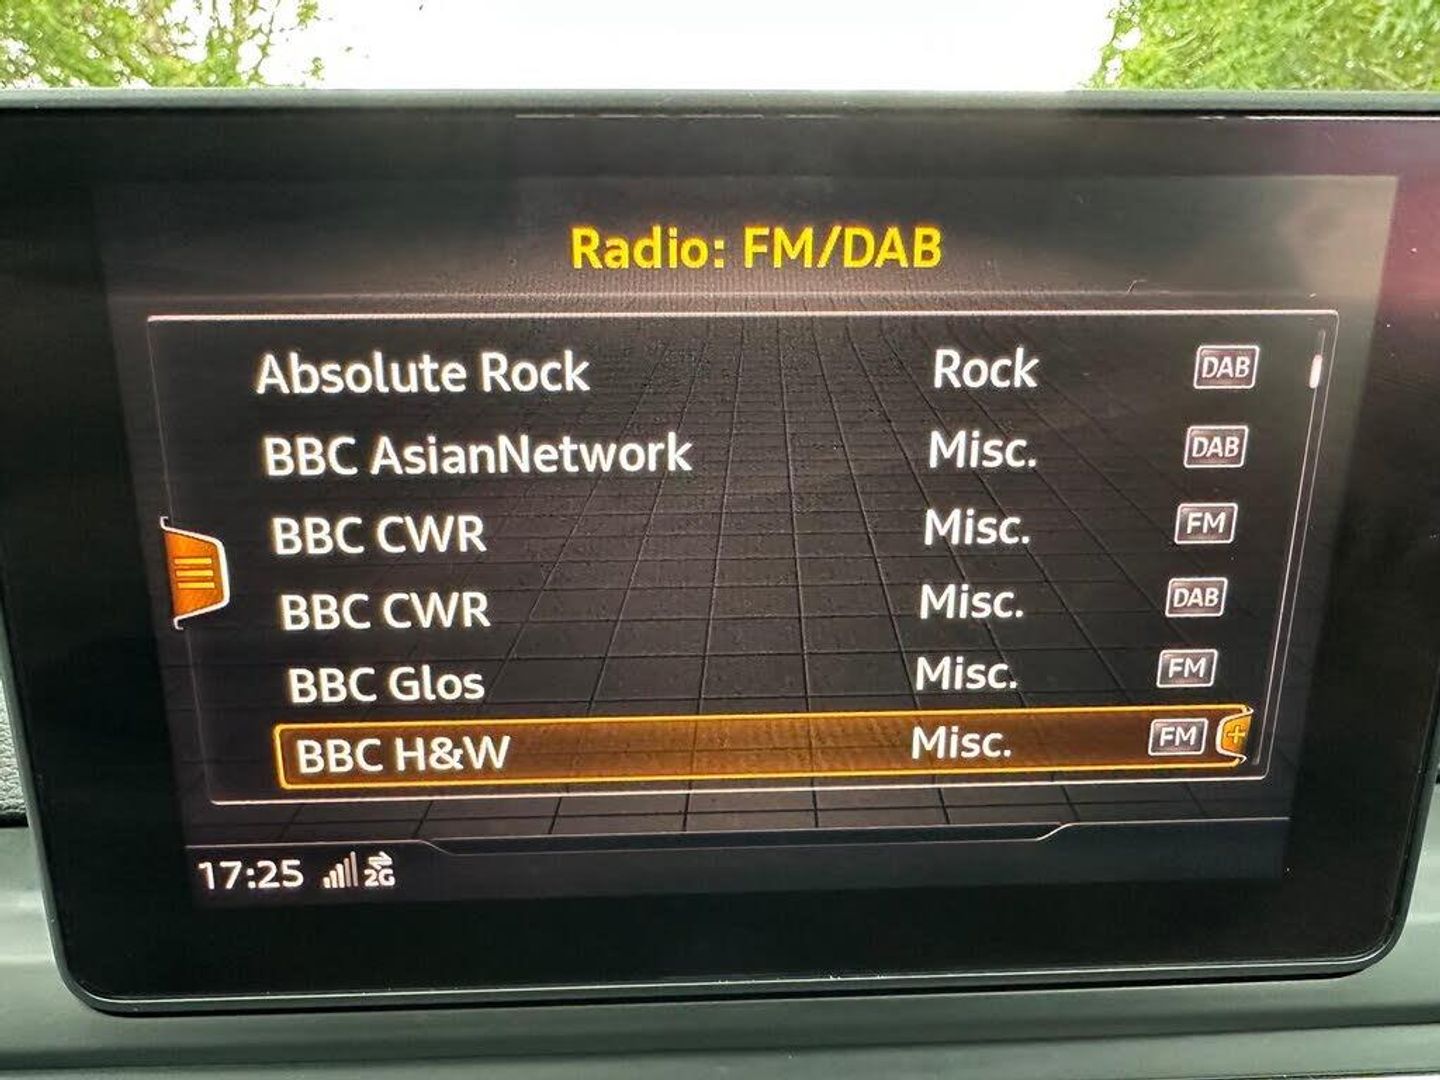 Radio: FM/DAB
Absolute Rock Rock DAB
BBC AsianNetwork Misc. DAB
BBC CWR Misc. FM
BBC CWR Misc. DAB
BBC Glos Misc. FM
BBC H&W Misc. FM +
17:25 2G